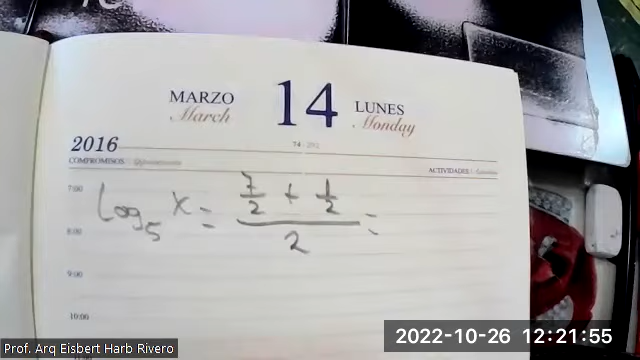 MARZO
March
14
LUNES
Monday
2016
74
COMPROMISOS
ACTIVIDADES
7:00
log₅ x = (7/2 + 1/2) / 2 =
8:00
9:00
10:00
Prof. Arq Eisbert Harb Rivero
2022-10-26 12:21:55